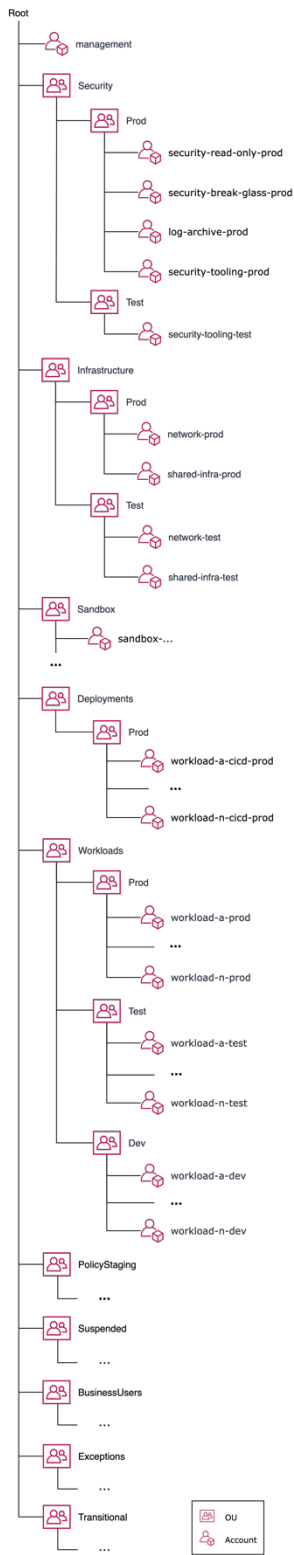 Root
management
Security
Prod
security-read-only-prod
security-break-glass-prod
log-archive-prod
security-tooling-prod
Test
security-tooling-test
Infrastructure
Prod
network-prod
shared-infra-prod
Test
network-test
shared-infra-test
Sandbox
sandbox-...
...
Deployments
Prod
workload-a-cicd-prod
...
workload-n-cicd-prod
Workloads
Prod
workload-a-prod
...
workload-n-prod
Test
workload-a-test
...
workload-n-test
Dev
workload-a-dev
...
workload-n-dev
PolicyStaging
...
Suspended
...
BusinessUsers
...
Exceptions
...
Transitional
...
OU
Account